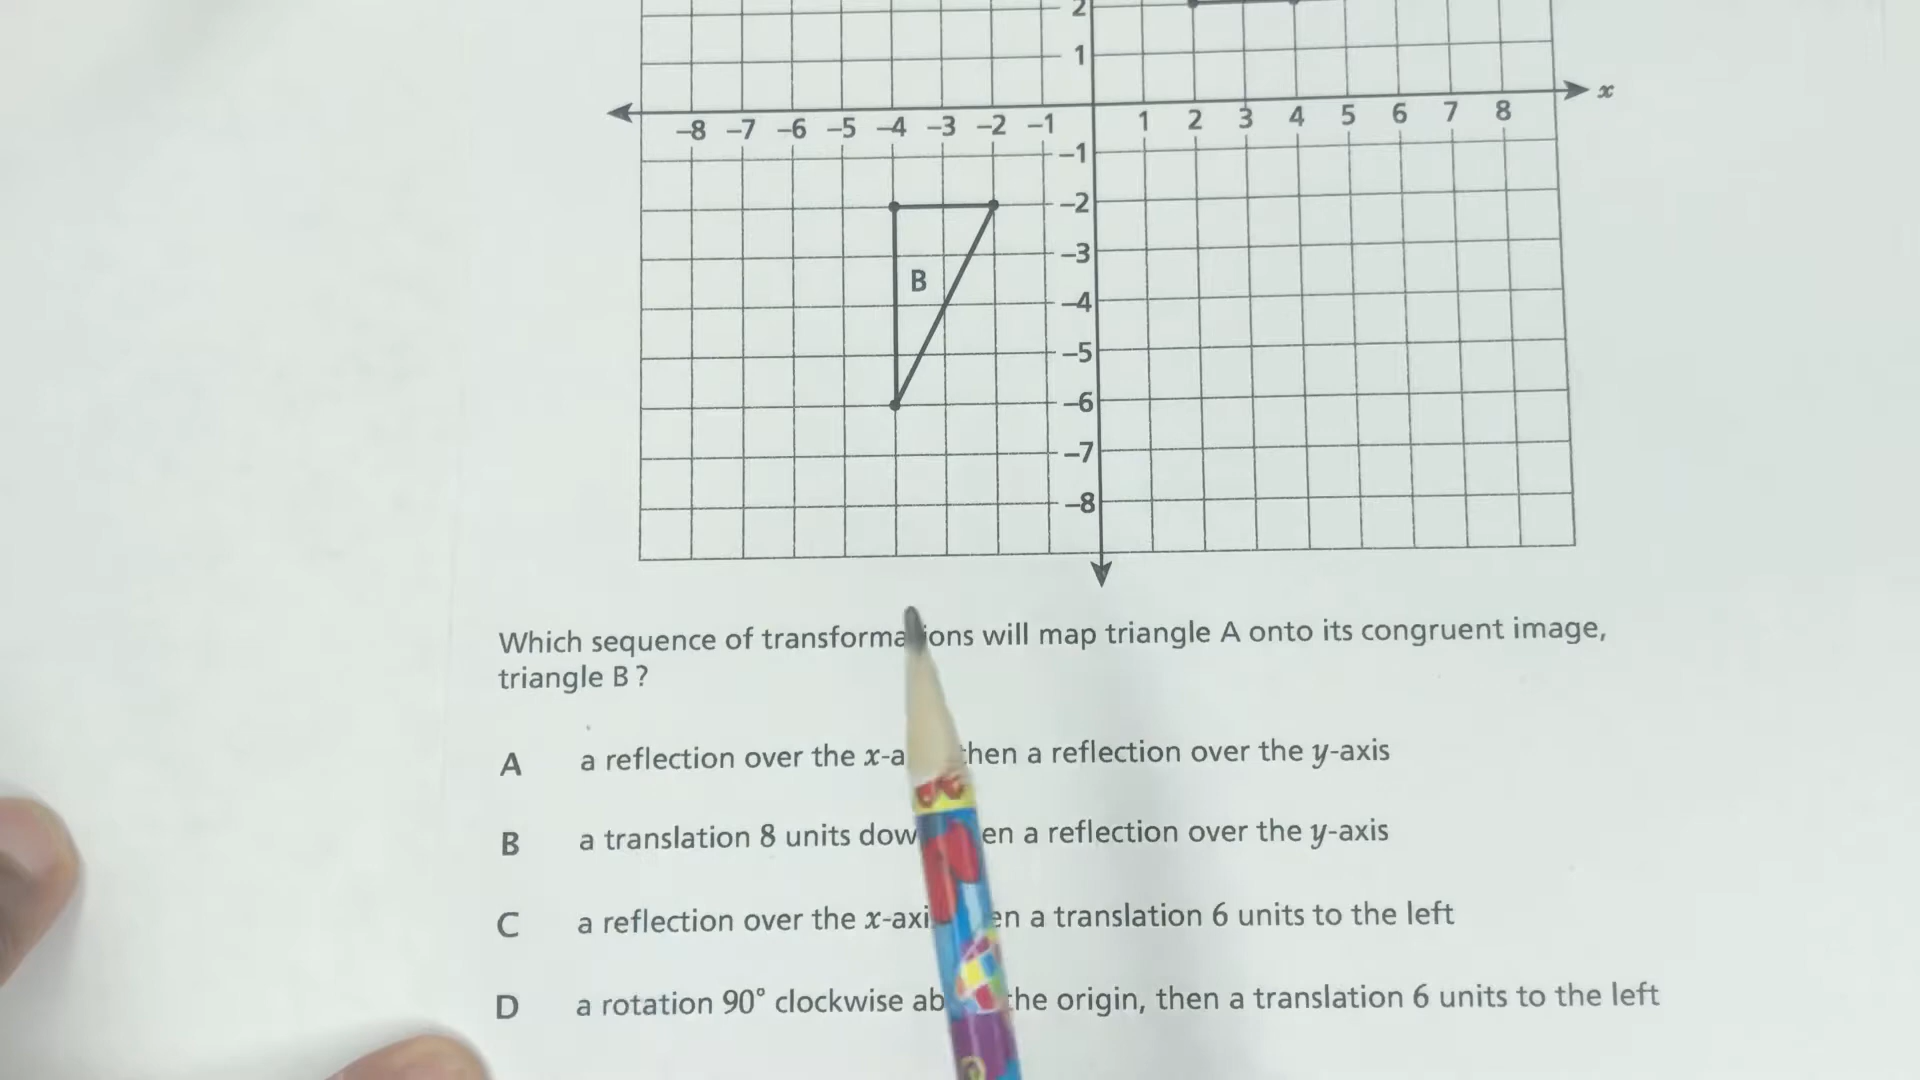 2
1
x
–8 –7 –6 –5 –4 –3 –2 –1 1 2 3 4 5 6 7 8
–1
–2
–3
B
–4
–5
–6
–7
–8
Which sequence of transforma ions will map triangle A onto its congruent image,
triangle B?
A a reflection over the x-a then a reflection over the y-axis
B a translation 8 units dow en a reflection over the y-axis
C a reflection over the x-axi en a translation 6 units to the left
D a rotation 90° clockwise ab the origin, then a translation 6 units to the left